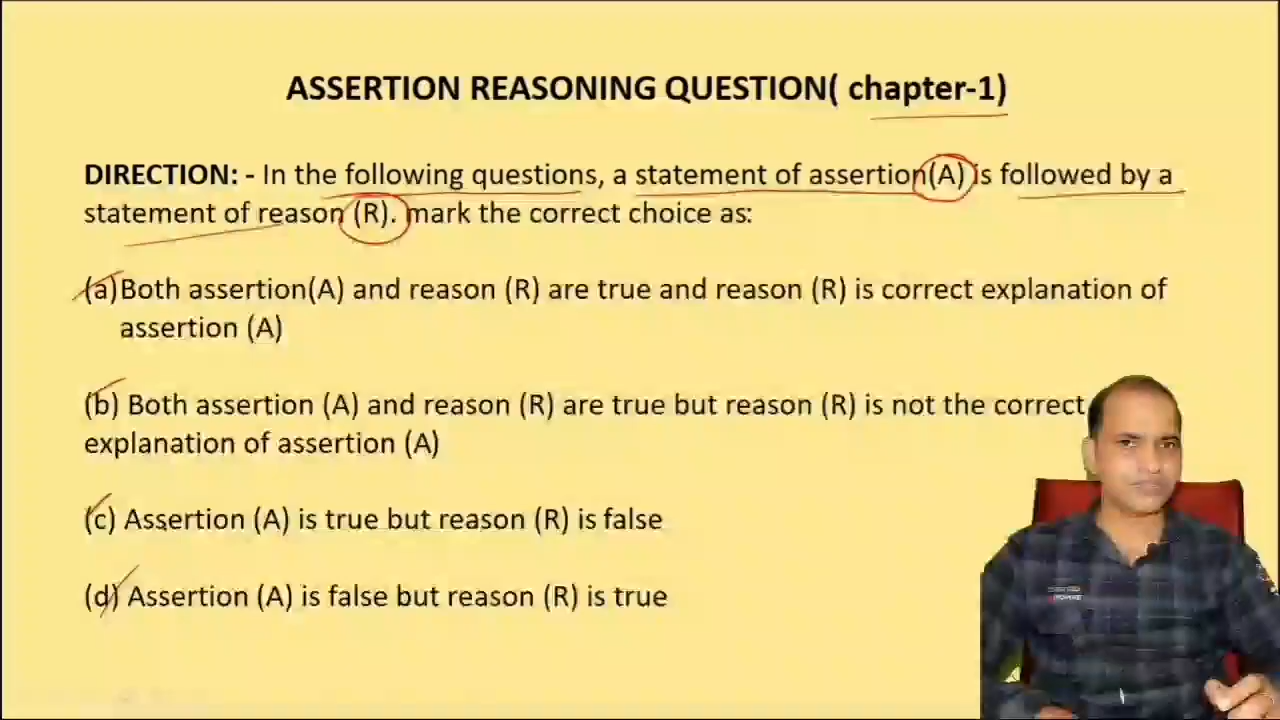 ASSERTION REASONING QUESTION( chapter-1)
DIRECTION: - In the following questions, a statement of assertion(A) is followed by a
statement of reason (R). mark the correct choice as:
(a)Both assertion(A) and reason (R) are true and reason (R) is correct explanation of
assertion (A)
(b) Both assertion (A) and reason (R) are true but reason (R) is not the correct
explanation of assertion (A)
(c) Assertion (A) is true but reason (R) is false
(d) Assertion (A) is false but reason (R) is true